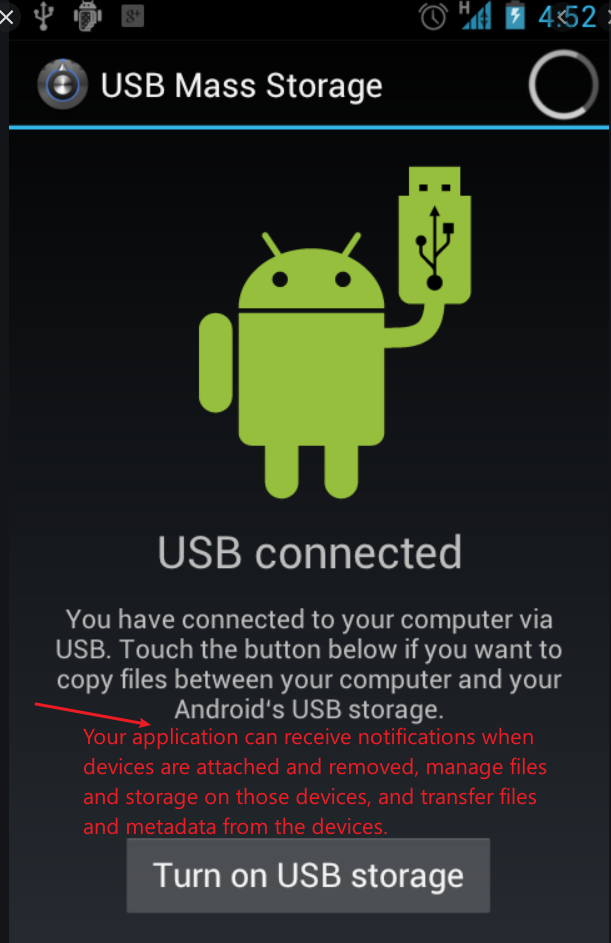 H 4:52
USB Mass Storage
USB connected
You have connected to your computer via
USB. Touch the button below if you want to
copy files between your computer and your
Android's USB storage.
Your application can receive notifications when
devices are attached and removed, manage files
and storage on those devices, and transfer files
and metadata from the devices.
Turn on USB storage